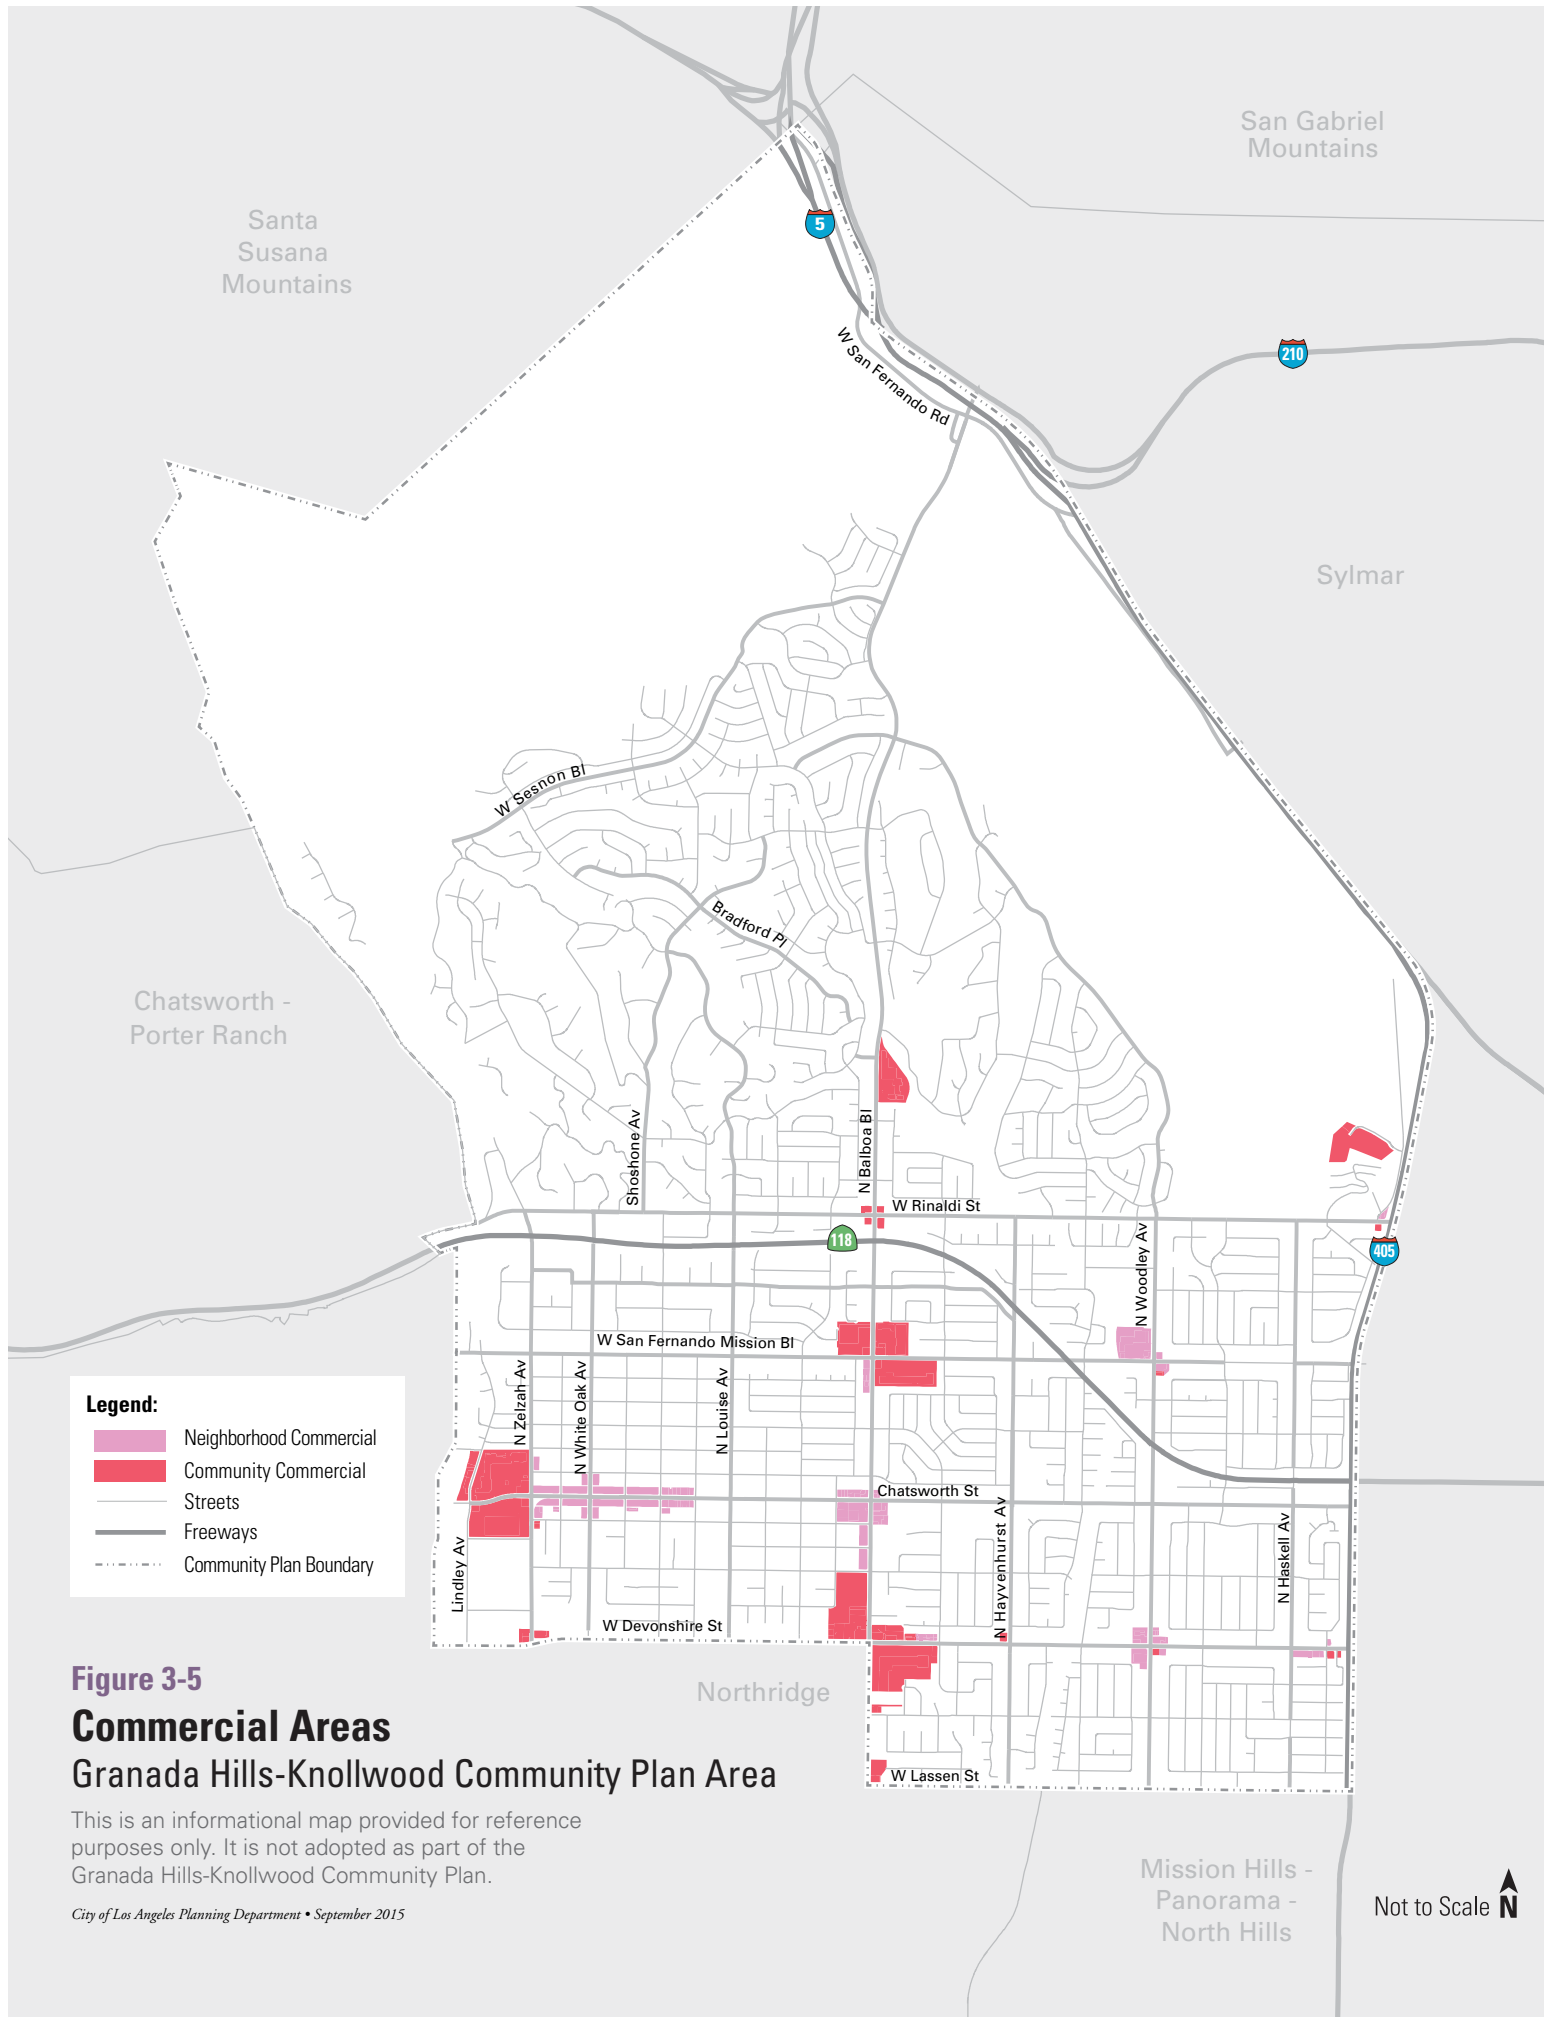 San Gabriel
Mountains
Santa
Susana
Mountains
5
W San Fernando Rd
210
Sylmar
W Sesnon Bl
Bradford Pl
Chatsworth -
Porter Ranch
Shoshone Av
N Balboa Bl
W Rinaldi St
118
N Woodley Av
405
W San Fernando Mission Bl
N Zelzah Av
N White Oak Av
N Louise Av
Legend:
Neighborhood Commercial
Community Commercial
Streets
Freeways
Community Plan Boundary
Chatsworth St
N Hayvenhurst Av
N Haskell Av
Lindley Av
W Devonshire St
Northridge
W Lassen St
Figure 3-5
Commercial Areas
Granada Hills-Knollwood Community Plan Area
This is an informational map provided for reference
purposes only. It is not adopted as part of the
Granada Hills-Knollwood Community Plan.
City of Los Angeles Planning Department • September 2015
Mission Hills -
Panorama -
North Hills
Not to Scale N